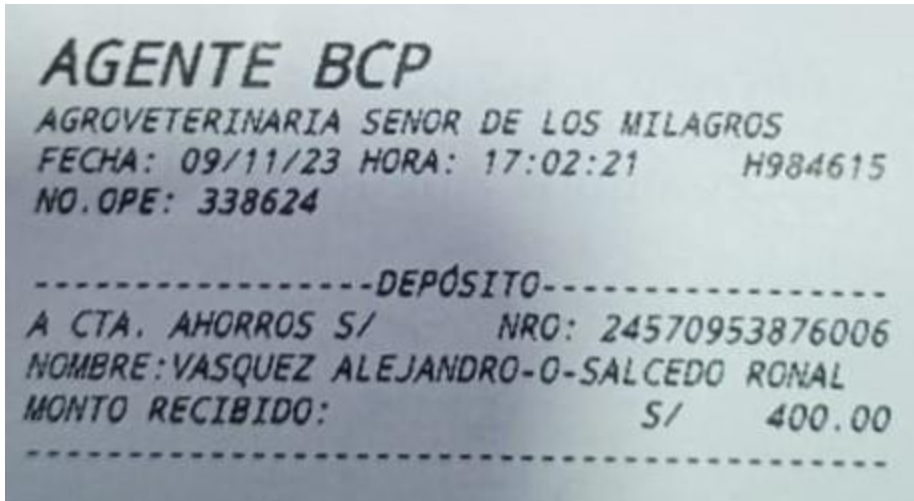 AGENTE BCP
AGROVETERINARIA SENOR DE LOS MILAGROS
FECHA: 09/11/23 HORA: 17:02:21 H984615
NO.OPE: 338624
------------------DEPÓSITO------------------
A CTA. AHORROS S/ NRO: 24570953876006
NOMBRE:VASQUEZ ALEJANDRO-O-SALCEDO RONAL
MONTO RECIBIDO: S/ 400.00
--------------------------------------------